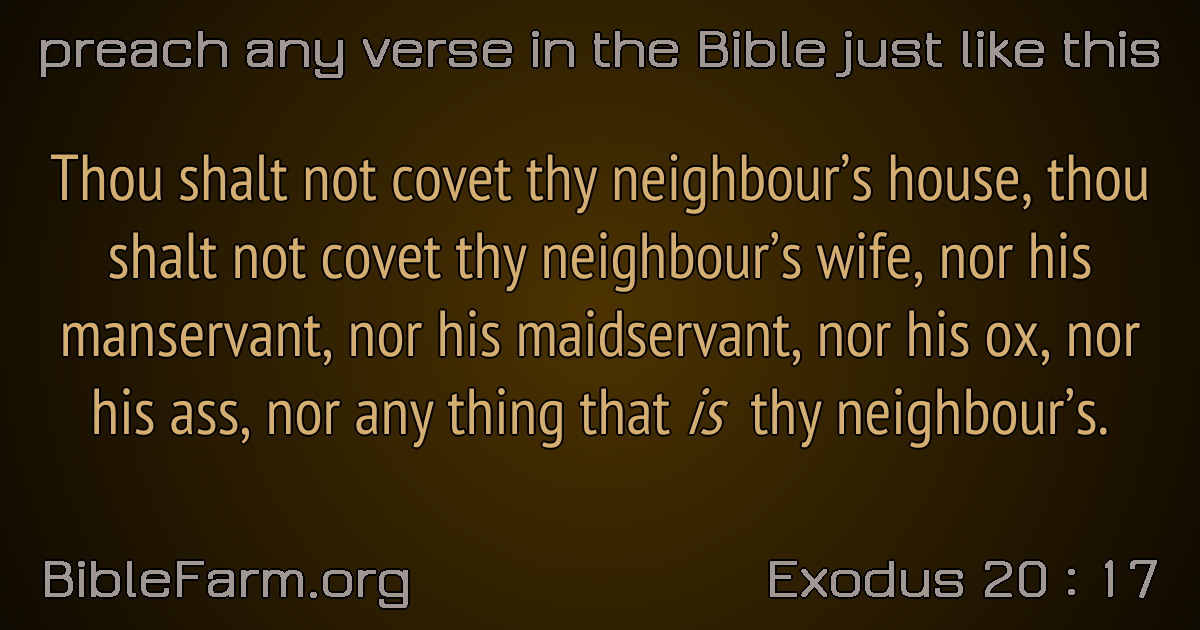 preach any verse in the Bible just like this
Thou shalt not covet thy neighbour’s house, thou
shalt not covet thy neighbour’s wife, nor his
manservant, nor his maidservant, nor his ox, nor
his ass, nor any thing that is thy neighbour’s.
BibleFarm.org
Exodus 20 : 17